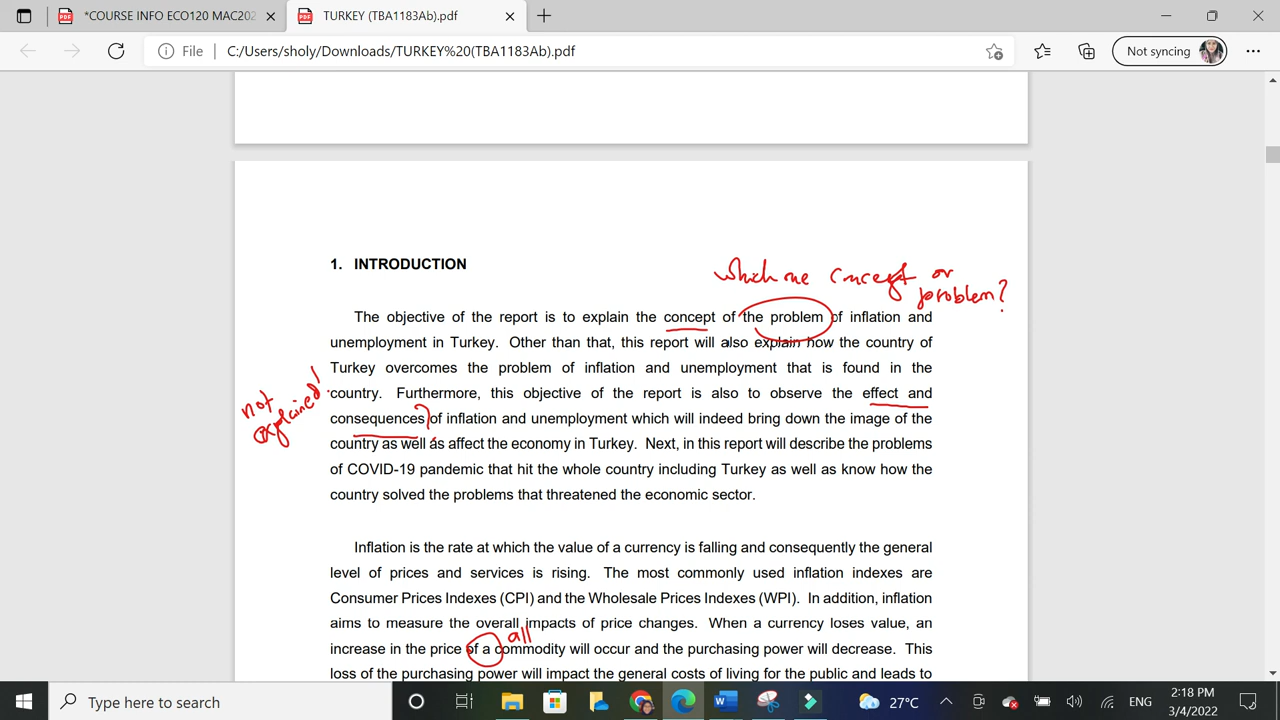 *COURSE INFO ECO120 MAC202
TURKEY (TBA1183Ab).pdf
File
C:/Users/sholy/Downloads/TURKEY%20(TBA1183Ab).pdf
Not syncing
1. INTRODUCTION
which one concept or
problem?
The objective of the report is to explain the concept of the problem of inflation and
unemployment in Turkey. Other than that, this report will also explain how the country of
Turkey overcomes the problem of inflation and unemployment that is found in the
country. Furthermore, this objective of the report is also to observe the effect and
not
explained!
consequences ? of inflation and unemployment which will indeed bring down the image of the
country as well as affect the economy in Turkey. Next, in this report will describe the problems
of COVID-19 pandemic that hit the whole country including Turkey as well as know how the
country solved the problems that threatened the economic sector.
Inflation is the rate at which the value of a currency is falling and consequently the general
level of prices and services is rising. The most commonly used inflation indexes are
Consumer Prices Indexes (CPI) and the Wholesale Prices Indexes (WPI). In addition, inflation
aims to measure the overall impacts of price changes. When a currency loses value, an
all
increase in the price of a commodity will occur and the purchasing power will decrease. This
loss of the purchasing power will impact the general costs of living for the public and leads to
Type here to search
27°C
ENG
2:18 PM
3/4/2022